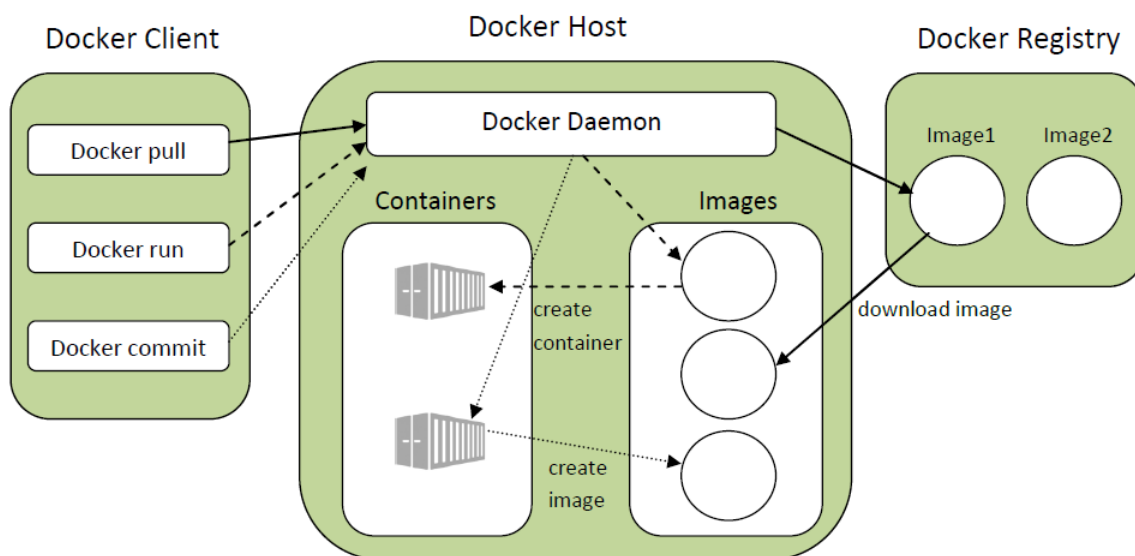 Docker Client
Docker pull
Docker run
Docker commit
Docker Host
Docker Daemon
Containers
Images
create
container
create
image
Docker Registry
Image1
Image2
download image